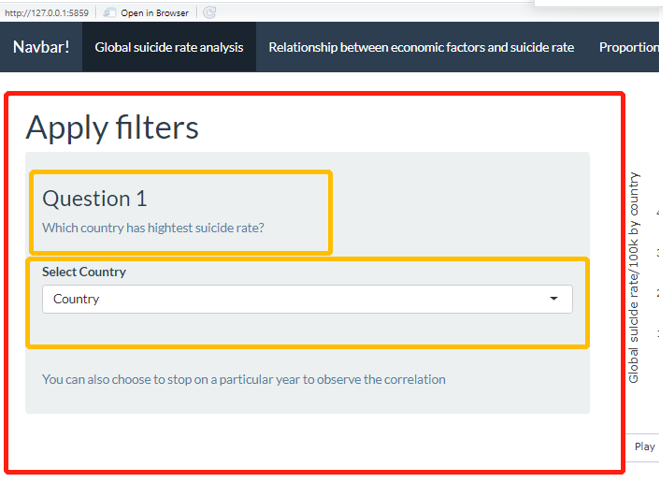 http://127.0.0.1:5859 Open in Browser
Navbar! Global suicide rate analysis Relationship between economic factors and suicide rate Proportion
Apply filters
Question 1
Which country has highest suicide rate?
Select Country
Country
You can also choose to stop on a particular year to observe the correlation
Global suicide rate/100k by country
Play